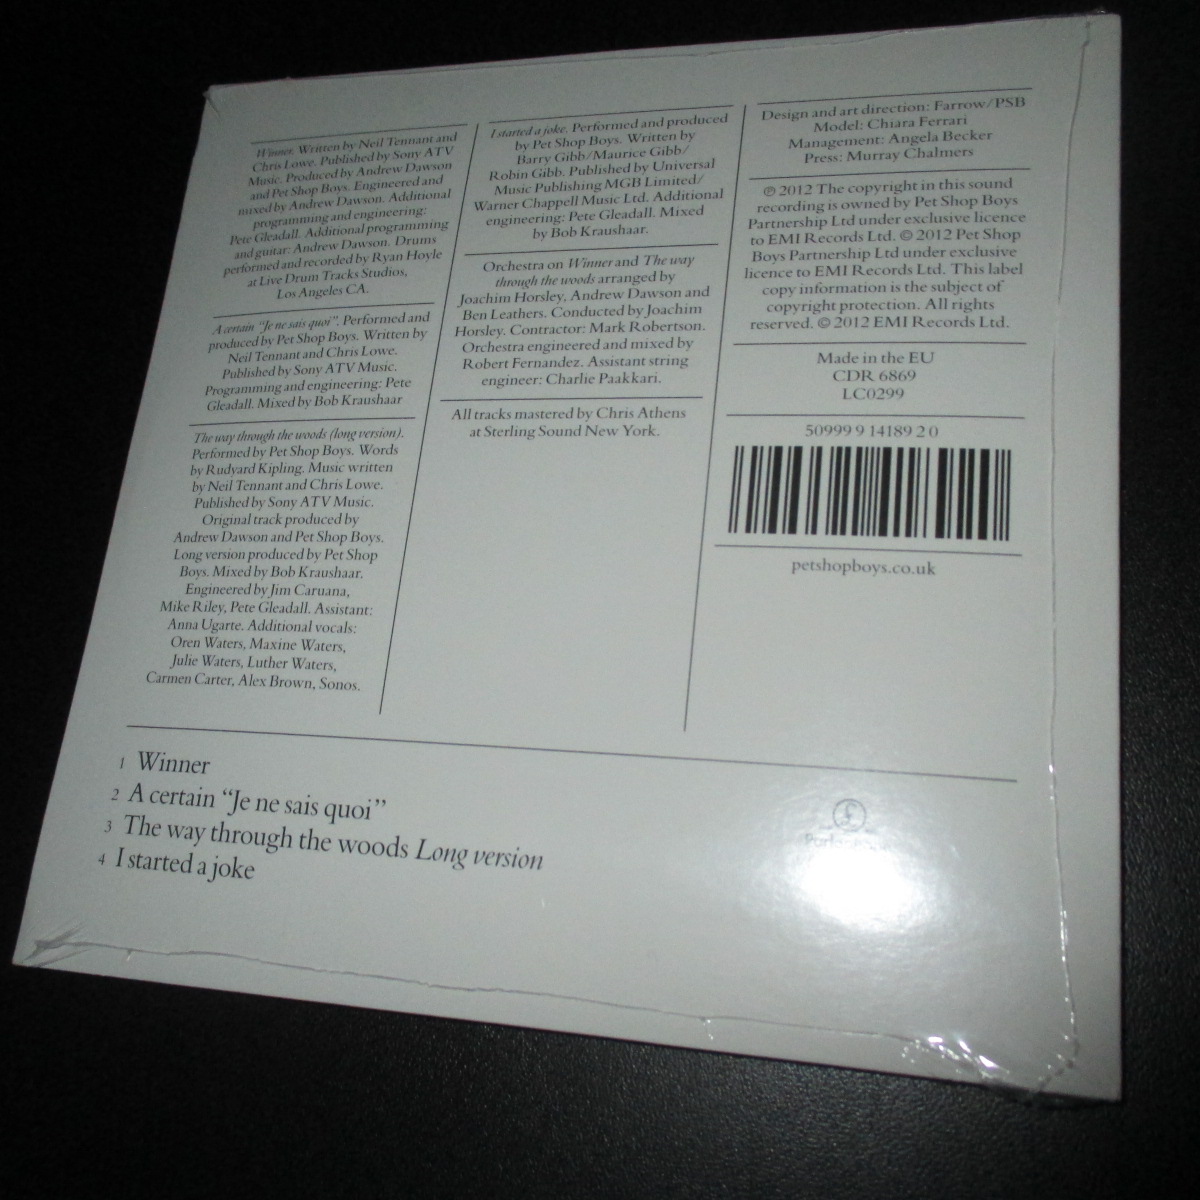 Winner. Written by Neil Tennant and
Chris Lowe. Published by Sony ATV
Music. Produced by Andrew Dawson
and Pet Shop Boys. Engineered and
mixed by Andrew Dawson. Additional
programming and engineering:
Pete Gleadall. Additional programming
and guitar: Andrew Dawson. Drums
performed and recorded by Ryan Hoyle
at Live Drum Tracks Studios,
Los Angeles CA.
A certain “Je ne sais quoi”. Performed and
produced by Pet Shop Boys. Written by
Neil Tennant and Chris Lowe.
Published by Sony ATV Music.
Programming and engineering: Pete
Gleadall. Mixed by Bob Kraushaar
The way through the woods (long version).
Performed by Pet Shop Boys. Words
by Rudyard Kipling. Music written
by Neil Tennant and Chris Lowe.
Published by Sony ATV Music.
Original track produced by
Andrew Dawson and Pet Shop Boys.
Long version produced by Pet Shop
Boys. Mixed by Bob Kraushaar.
Engineered by Jim Caruana,
Mike Riley, Pete Gleadall. Assistant:
Anna Ugarte. Additional vocals:
Oren Waters, Maxine Waters,
Julie Waters, Luther Waters,
Carmen Carter, Alex Brown, Sonos.
I started a joke. Performed and produced
by Pet Shop Boys. Written by
Barry Gibb/Maurice Gibb/
Robin Gibb. Published by Universal
Music Publishing MGB Limited/
Warner Chappell Music Ltd. Additional
engineering: Pete Gleadall. Mixed
by Bob Kraushaar.
Orchestra on Winner and The way
through the woods arranged by
Joachim Horsley, Andrew Dawson and
Ben Leathers. Conducted by Joachim
Horsley. Contractor: Mark Robertson.
Orchestra engineered and mixed by
Robert Fernandez. Assistant string
engineer: Charlie Paakkari.
All tracks mastered by Chris Athens
at Sterling Sound New York.
Design and art direction: Farrow/PSB
Model: Chiara Ferrari
Management: Angela Becker
Press: Murray Chalmers
℗ 2012 The copyright in this sound
recording is owned by Pet Shop Boys
Partnership Ltd under exclusive licence
to EMI Records Ltd. © 2012 Pet Shop
Boys Partnership Ltd under exclusive
licence to EMI Records Ltd. This label
copy information is the subject of
copyright protection. All rights
reserved. © 2012 EMI Records Ltd.
Made in the EU
CDR 6869
LC0299
50999 9 14189 2 0
petshopboys.co.uk
1 Winner
2 A certain “Je ne sais quoi”
3 The way through the woods Long version
4 I started a joke
£